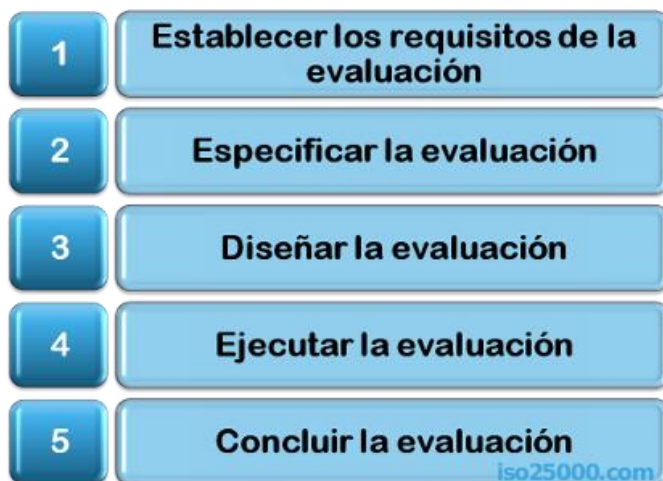 1
Establecer los requisitos de la
evaluación
2
Especificar la evaluación
3
Diseñar la evaluación
4
Ejecutar la evaluación
5
Concluir la evaluación
iso25000.com